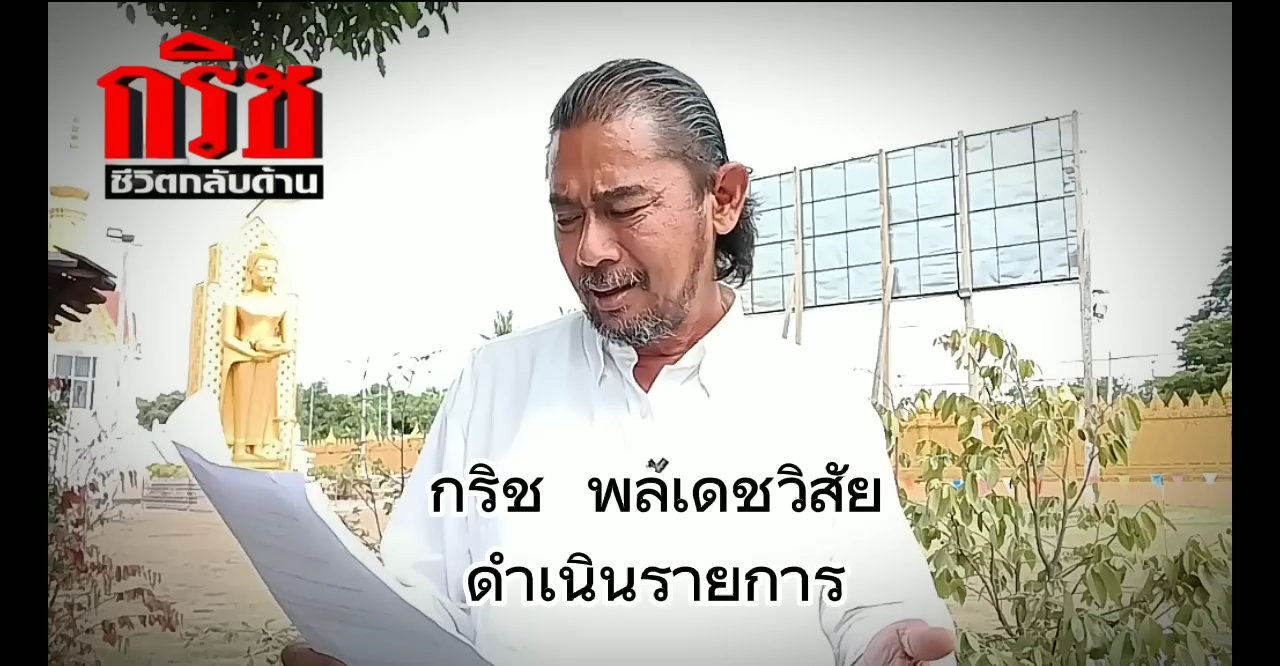 กริช
ชีวิตกลับด้าน
กริช พลเดชวิสัย
ดำเนินรายการ